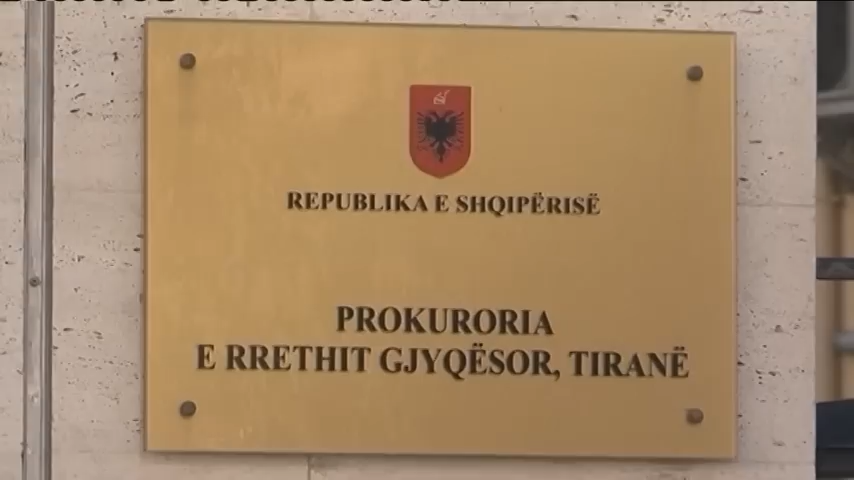 REPUBLIKA E SHQIPËRISË
PROKURORIA
E RRETHIT GJYQËSOR, TIRANË